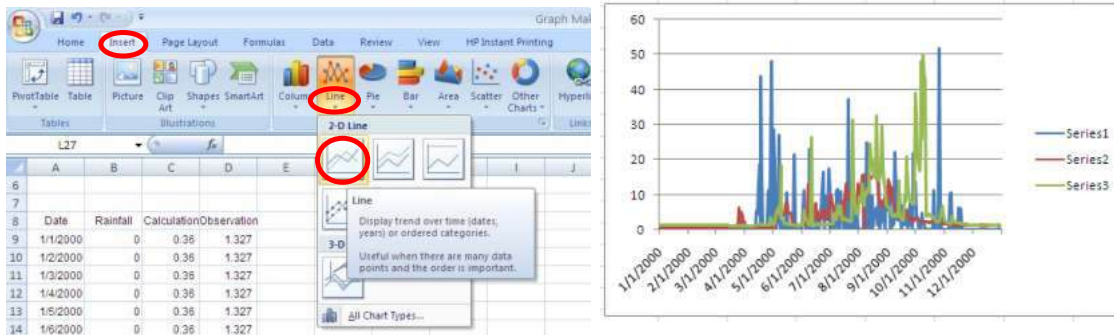 Graph Mak
Home Insert Page Layout Formulas Data Review View HP Instant Printing
PivotTable Table Picture Clip Art Shapes SmartArt Column Line Pie Bar Area Scatter Other Charts Hyperli
Tables Illustrations Links
L27 fx
2-D Line
A B C D E I J
6
7
8 Date Rainfall Calculation Observation
9 1/1/2000 0 0.36 1.327
10 1/2/2000 0 0.36 1.327
11 1/3/2000 0 0.36 1.327
12 1/4/2000 0 0.36 1.327
13 1/5/2000 0 0.36 1.327
14 1/6/2000 0 0.36 1.327
Line
Display trend over time (dates,
years) or ordered categories.
Useful when there are many data
points and the order is important.
3-D
All Chart Types...
60
50
40
30
20
10
0
1/1/2000 2/1/2000 3/1/2000 4/1/2000 5/1/2000 6/1/2000 7/1/2000 8/1/2000 9/1/2000 10/1/2000 11/1/2000 12/1/2000
Series1
Series2
Series3